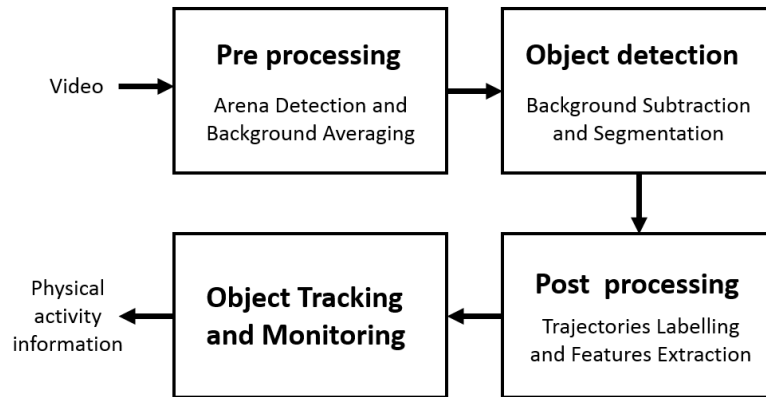 Video
Pre processing
Arena Detection and
Background Averaging
Object detection
Background Subtraction
and Segmentation
Post  processing
Trajectories Labelling
and Features Extraction
Object Tracking
and Monitoring
Physical
activity
information